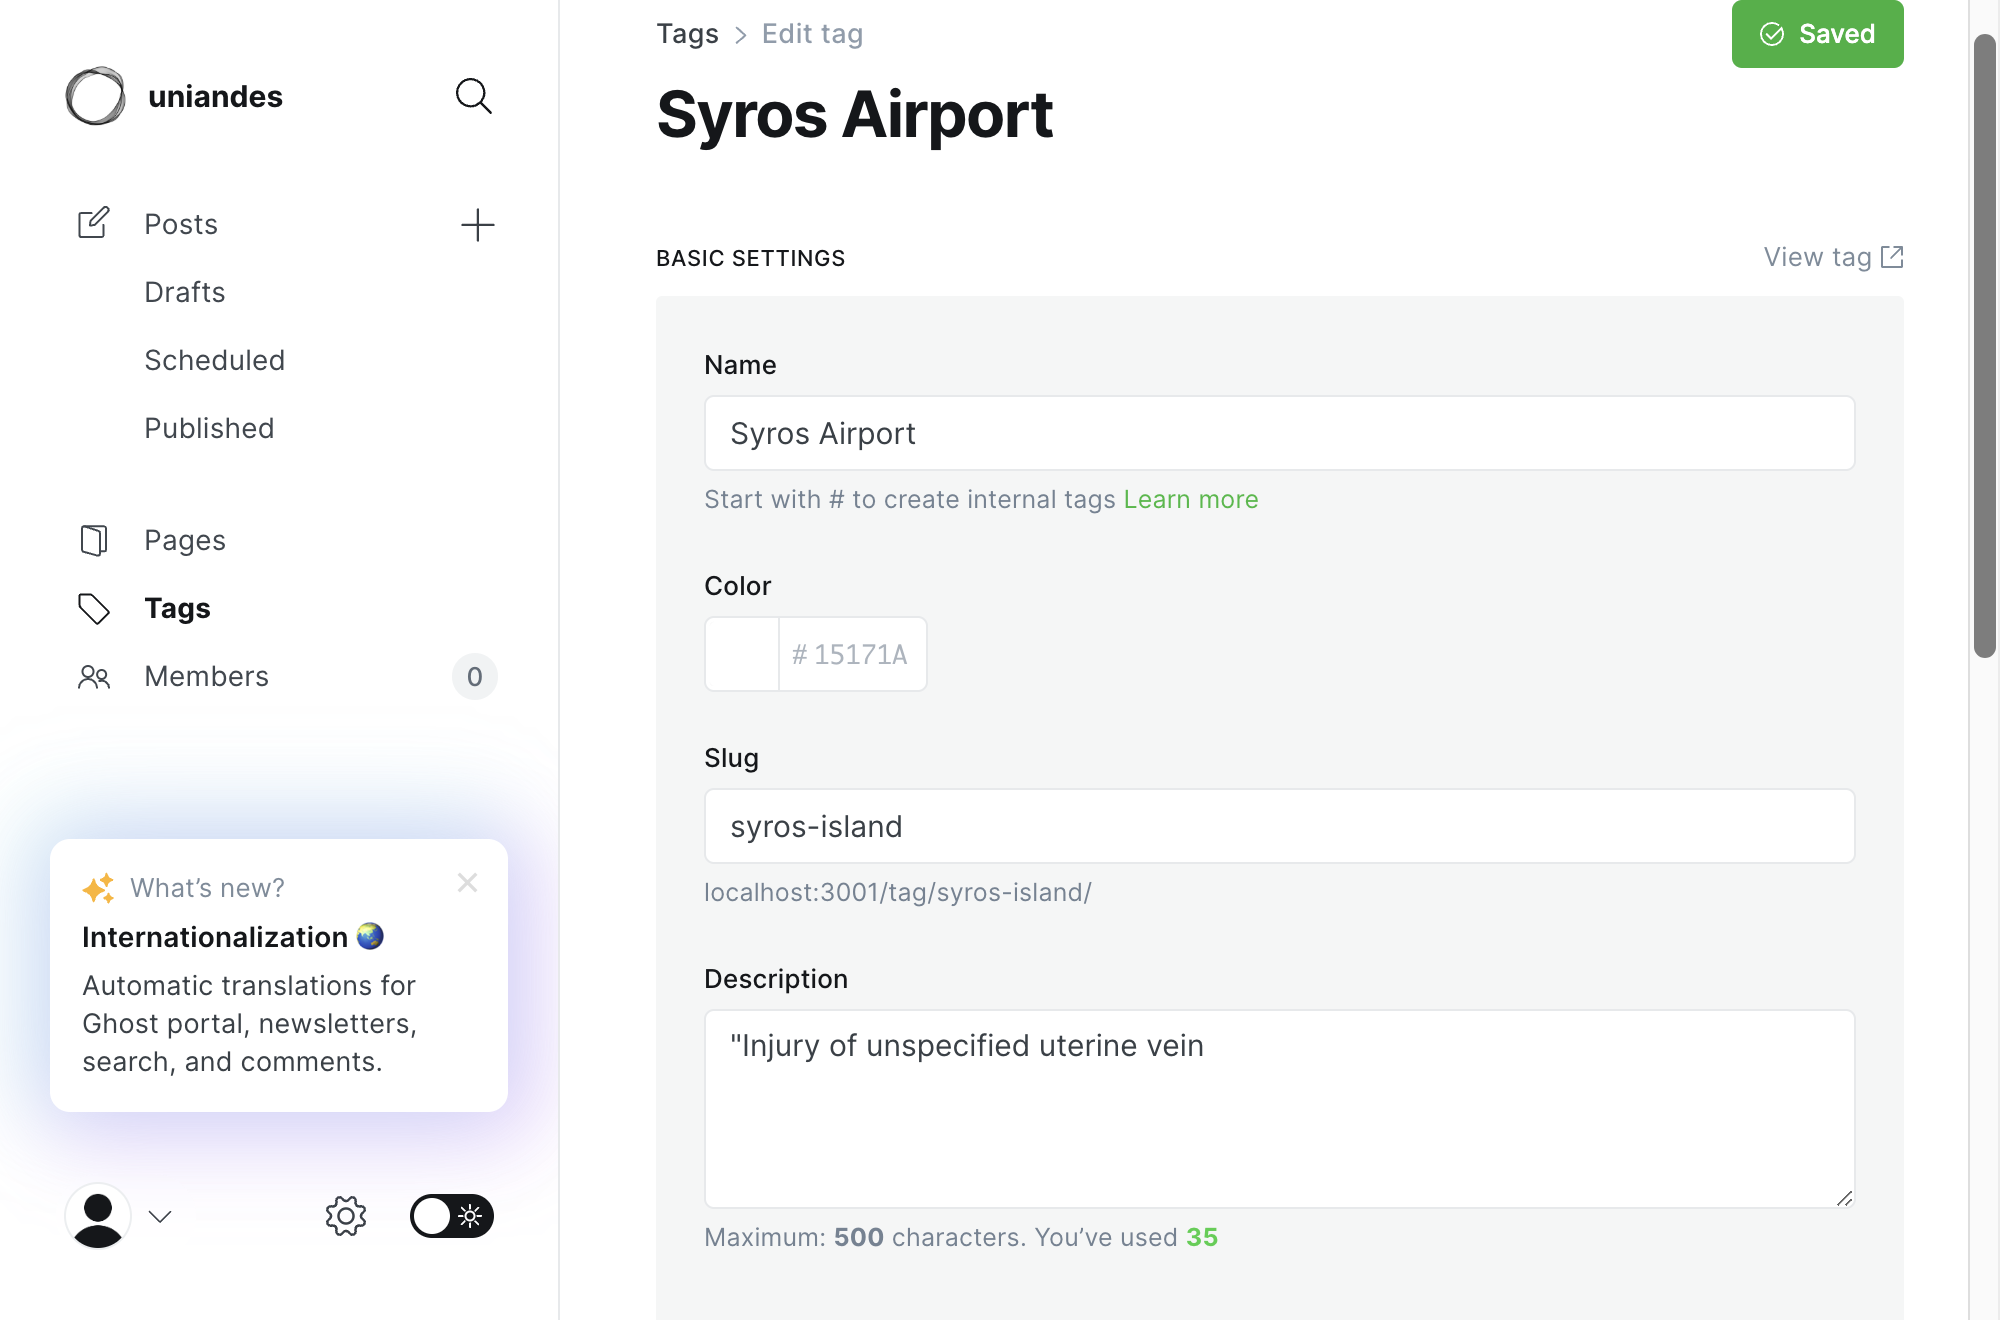 uniandes
Posts
Drafts
Scheduled
Published
Pages
Tags
Members
0
What's new?
Internationalization
Automatic translations for
Ghost portal, newsletters,
search, and comments.
Tags > Edit tag
Saved
Syros Airport
BASIC SETTINGS
View tag
Name
Syros Airport
Start with # to create internal tags Learn more
Color
# 15171A
Slug
syros-island
localhost:3001/tag/syros-island/
Description
"Injury of unspecified uterine vein
Maximum: 500 characters. You’ve used 35